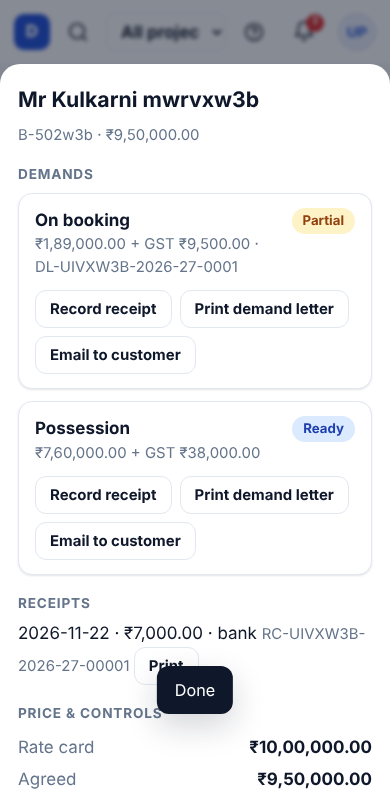 D
All projec
UP
Mr Kulkarni mwrvxw3b
B-502w3b · ₹9,50,000.00
DEMANDS
On booking
Partial
₹1,89,000.00 + GST ₹9,500.00 ·
DL-UIVXW3B-2026-27-0001
Record receipt
Print demand letter
Email to customer
Possession
Ready
₹7,60,000.00 + GST ₹38,000.00
Record receipt
Print demand letter
Email to customer
RECEIPTS
2026-11-22 · ₹7,000.00 · bank RC-UIVXW3B-
2026-27-00001 Print
Done
PRICE & CONTROLS
Rate card ₹10,00,000.00
Agreed ₹9,50,000.00